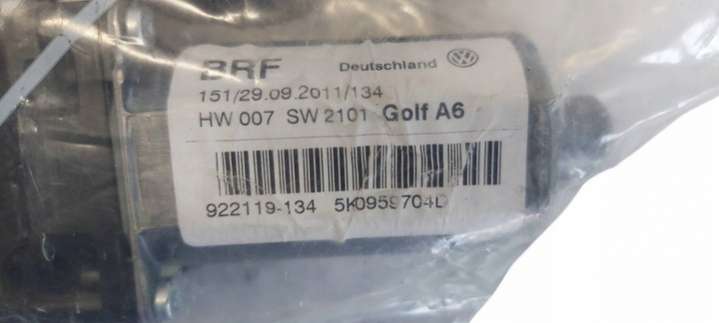 BRF Deutschland
151/29.09.2011/134
HW 007 SW 2101 Golf A6
922119-134 5K0959704D